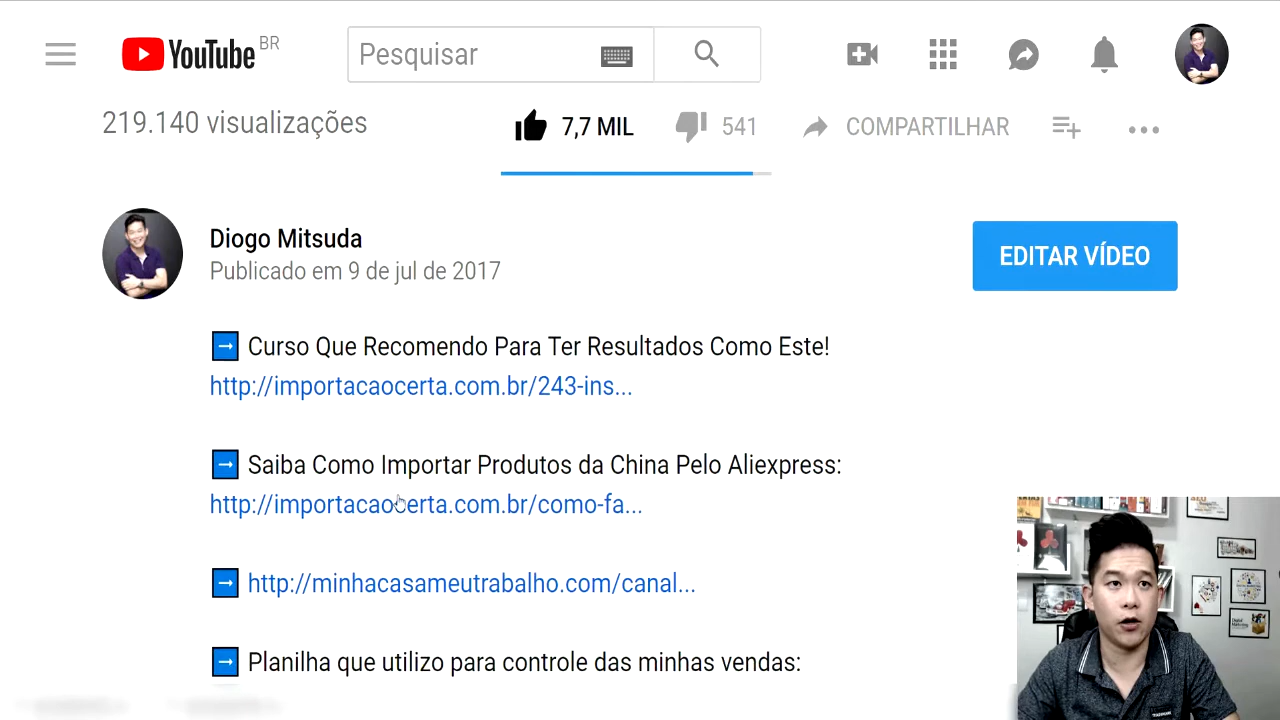 YouTube BR
Pesquisar
219.140 visualizações
7,7 MIL
541
COMPARTILHAR
Diogo Mitsuda
Publicado em 9 de jul de 2017
EDITAR VÍDEO
Curso Que Recomendo Para Ter Resultados Como Este!
http://importacaocerta.com.br/243-ins...
Saiba Como Importar Produtos da China Pelo Aliexpress:
http://importacaocerta.com.br/como-fa...
http://minhacasameutrabalho.com/canal...
Planilha que utilizo para controle das minhas vendas: